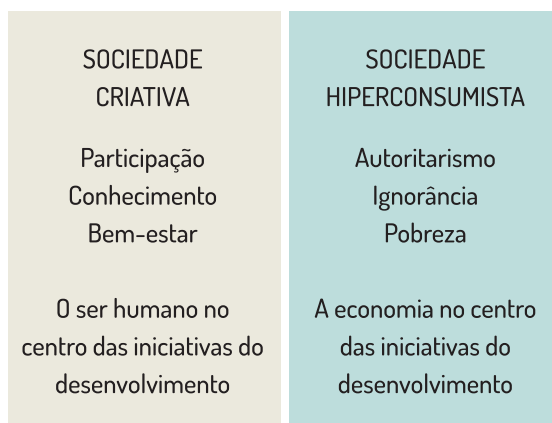 SOCIEDADE
CRIATIVA
Participação
Conhecimento
Bem-estar
O ser humano no
centro das iniciativas do
desenvolvimento
SOCIEDADE
HIPERCONSUMISTA
Autoritarismo
Ignorância
Pobreza
A economia no centro
das iniciativas do
desenvolvimento